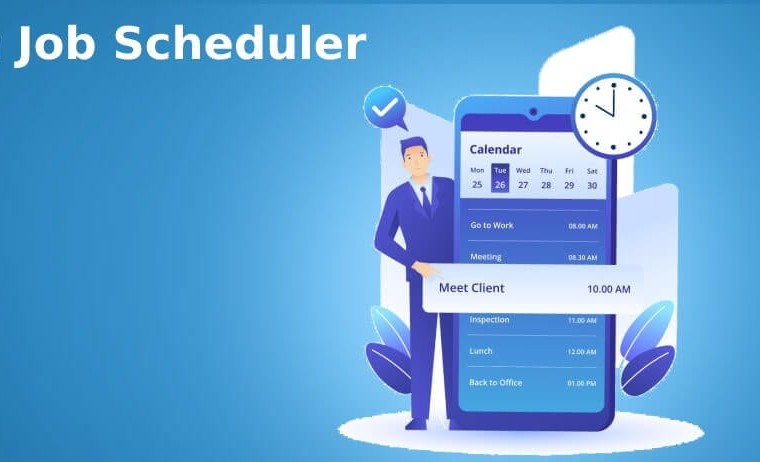 Job Scheduler
Calendar
Mon Tue Wed Thu Fri Sat
25 26 27 28 29 30
Go to Work 08.00 AM
Meeting 08.30 AM
Meet Client 10.00 AM
Inspection 11.00 AM
Lunch 12.00 AM
Back to Office 01.00 PM